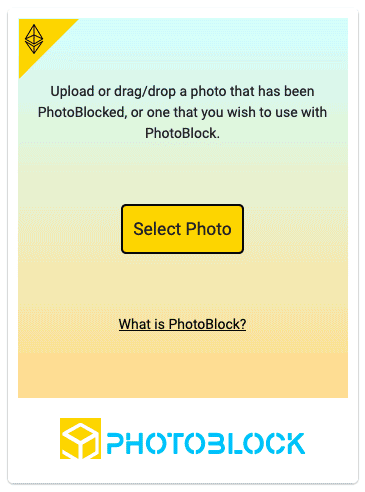 Upload or drag/drop a photo that has been
PhotoBlocked, or one that you wish to use with
PhotoBlock.
Select Photo
What is PhotoBlock?
PHOTOBLOCK